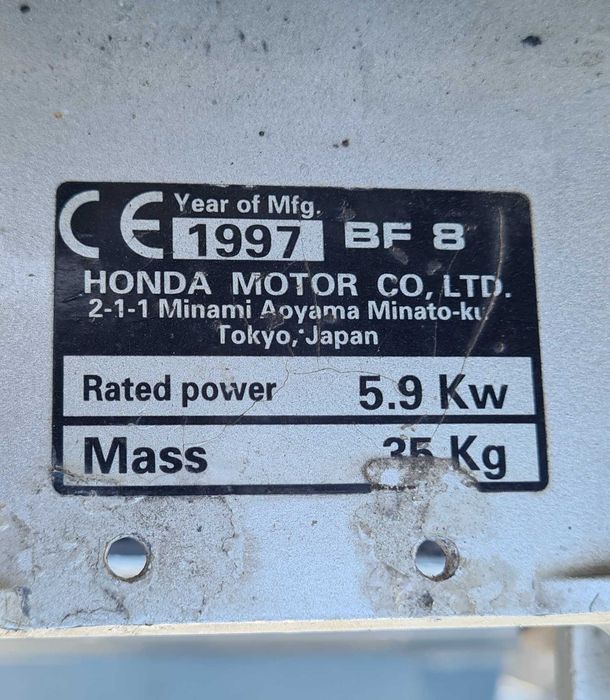 CE Year of Mfg.
1997 BF 8
HONDA MOTOR CO, LTD.
2-1-1 Minami Aoyama Minato-ku
Tokyo, Japan
Rated power 5.9 Kw
Mass 35 Kg